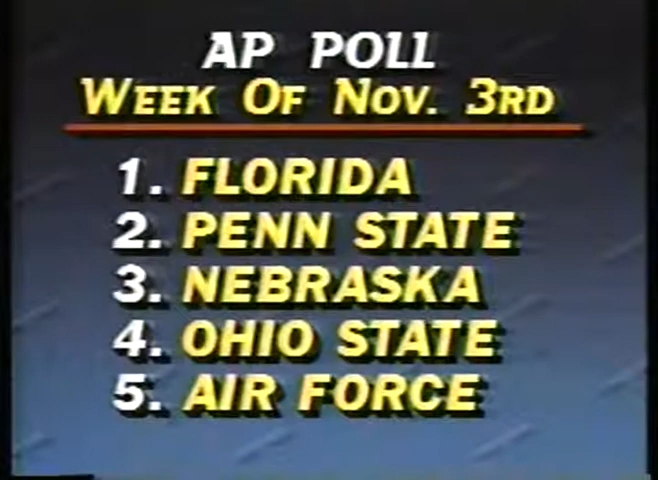 AP POLL
WEEK OF NOV. 3RD
1. FLORIDA
2. PENN STATE
3. NEBRASKA
4. OHIO STATE
5. AIR FORCE